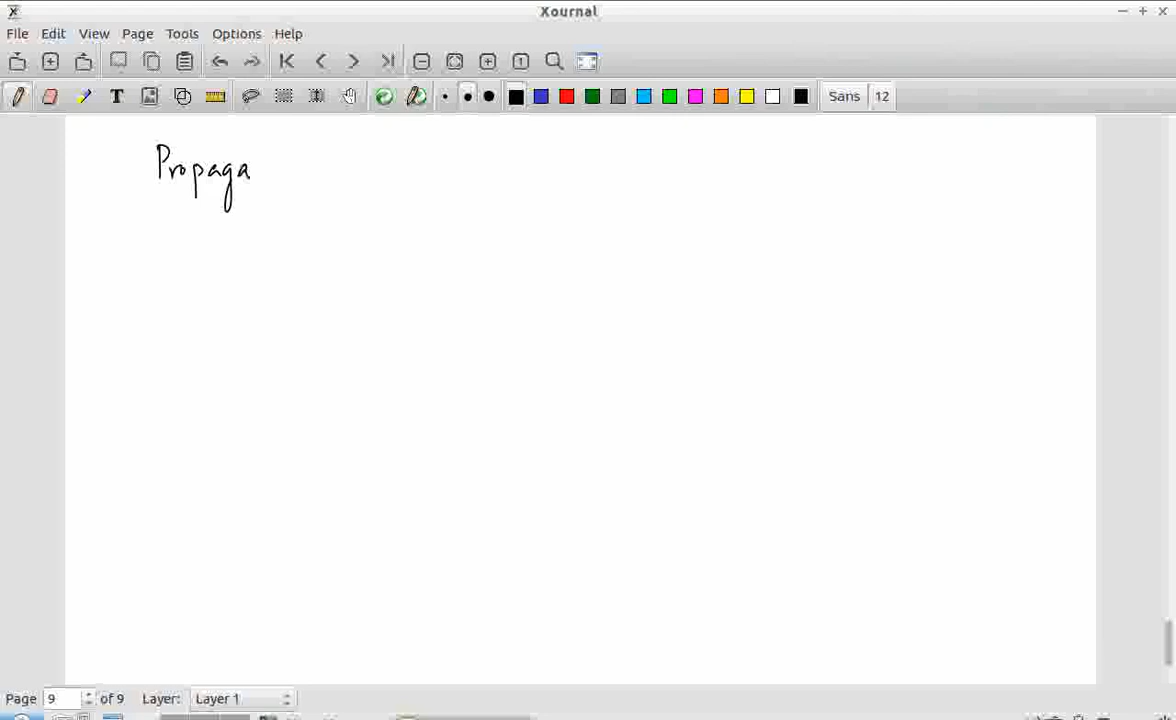 Xournal
File Edit View Page Tools Options Help
T Sans 12
Propaga
Page 9 of 9 Layer: Layer 1